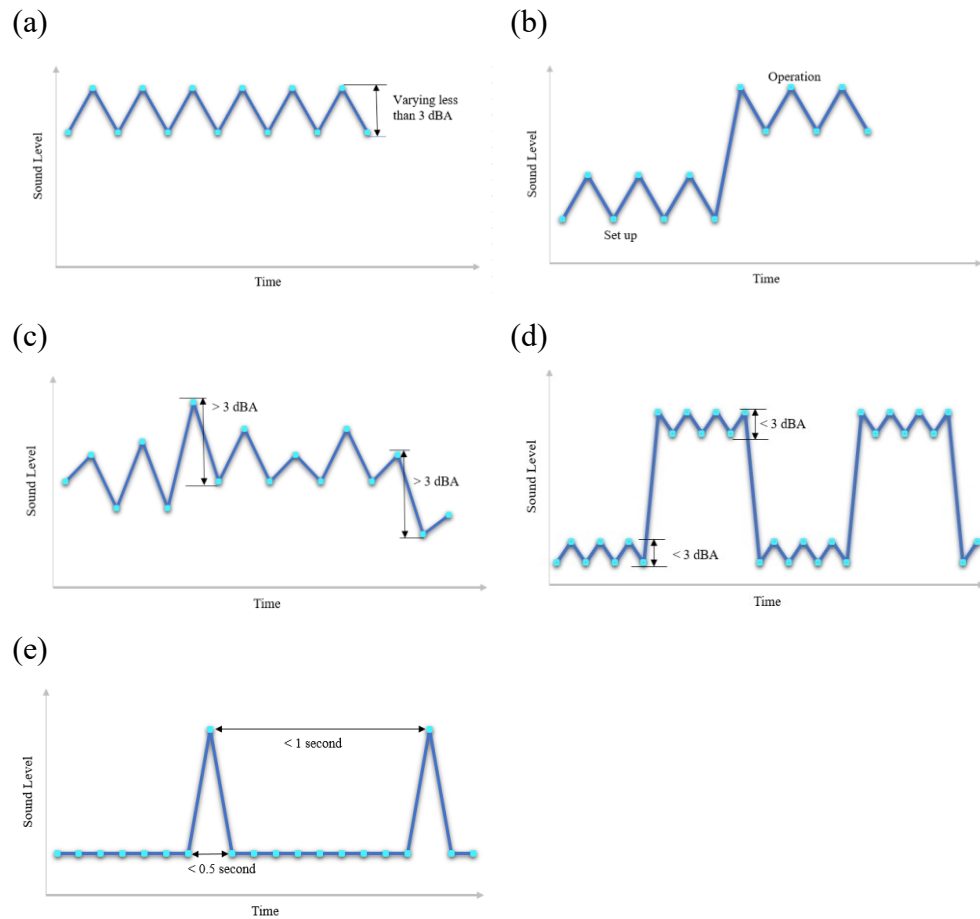 (a)
Sound Level
Varying less
than 3 dBA
Time
(b)
Sound Level
Operation
Set up
Time
(c)
Sound Level
> 3 dBA
> 3 dBA
Time
(d)
Sound Level
< 3 dBA
< 3 dBA
Time
(e)
Sound Level
< 1 second
< 0.5 second
Time